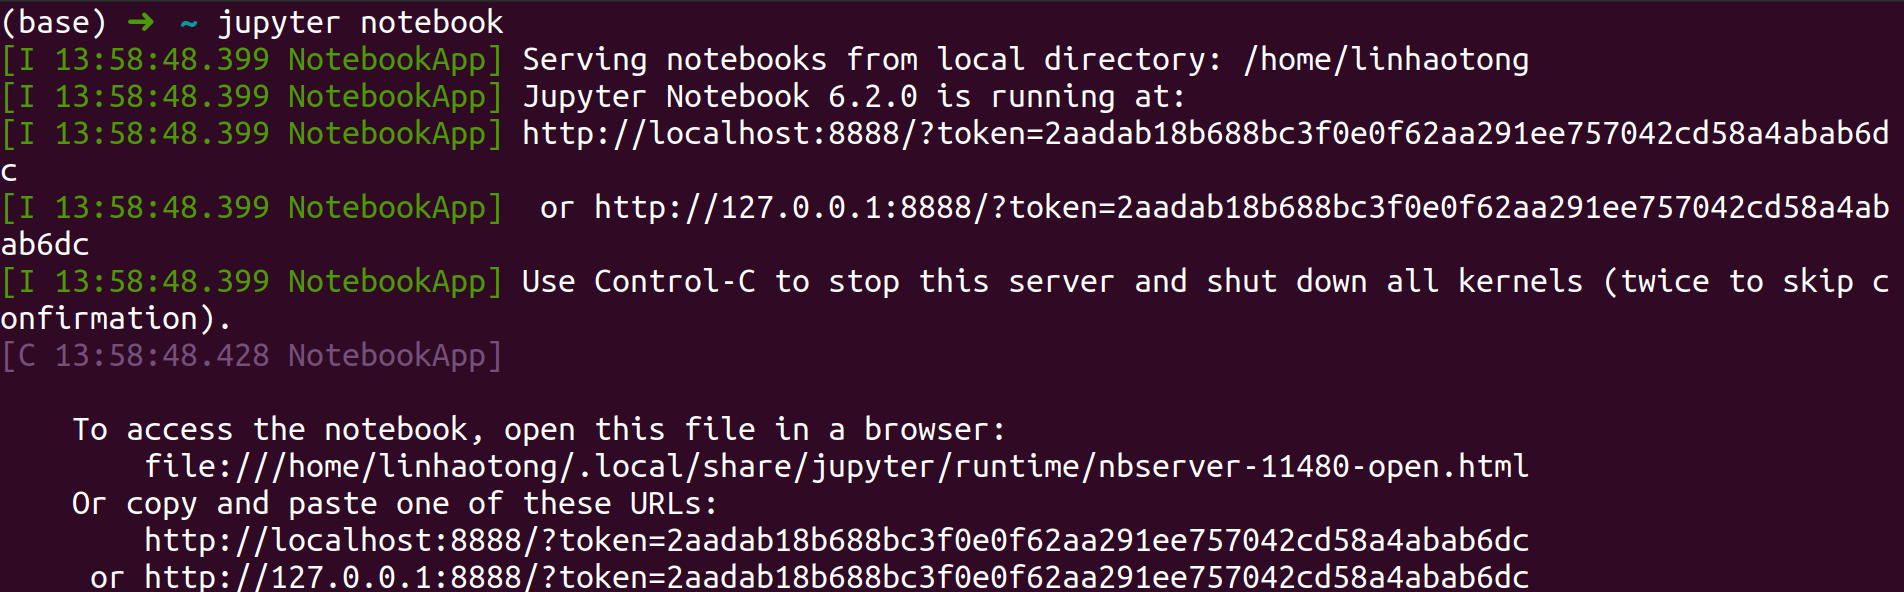 (base) ➜ ~ jupyter notebook
[I 13:58:48.399 NotebookApp] Serving notebooks from local directory: /home/linhaotong
[I 13:58:48.399 NotebookApp] Jupyter Notebook 6.2.0 is running at:
[I 13:58:48.399 NotebookApp] http://localhost:8888/?token=2aadab18b688bc3f0e0f62aa291ee757042cd58a4abab6d
c
[I 13:58:48.399 NotebookApp]  or http://127.0.0.1:8888/?token=2aadab18b688bc3f0e0f62aa291ee757042cd58a4ab
ab6dc
[I 13:58:48.399 NotebookApp] Use Control-C to stop this server and shut down all kernels (twice to skip c
onfirmation).
[C 13:58:48.428 NotebookApp]
    To access the notebook, open this file in a browser:
        file:///home/linhaotong/.local/share/jupyter/runtime/nbserver-11480-open.html
    Or copy and paste one of these URLs:
        http://localhost:8888/?token=2aadab18b688bc3f0e0f62aa291ee757042cd58a4abab6dc
     or http://127.0.0.1:8888/?token=2aadab18b688bc3f0e0f62aa291ee757042cd58a4abab6dc